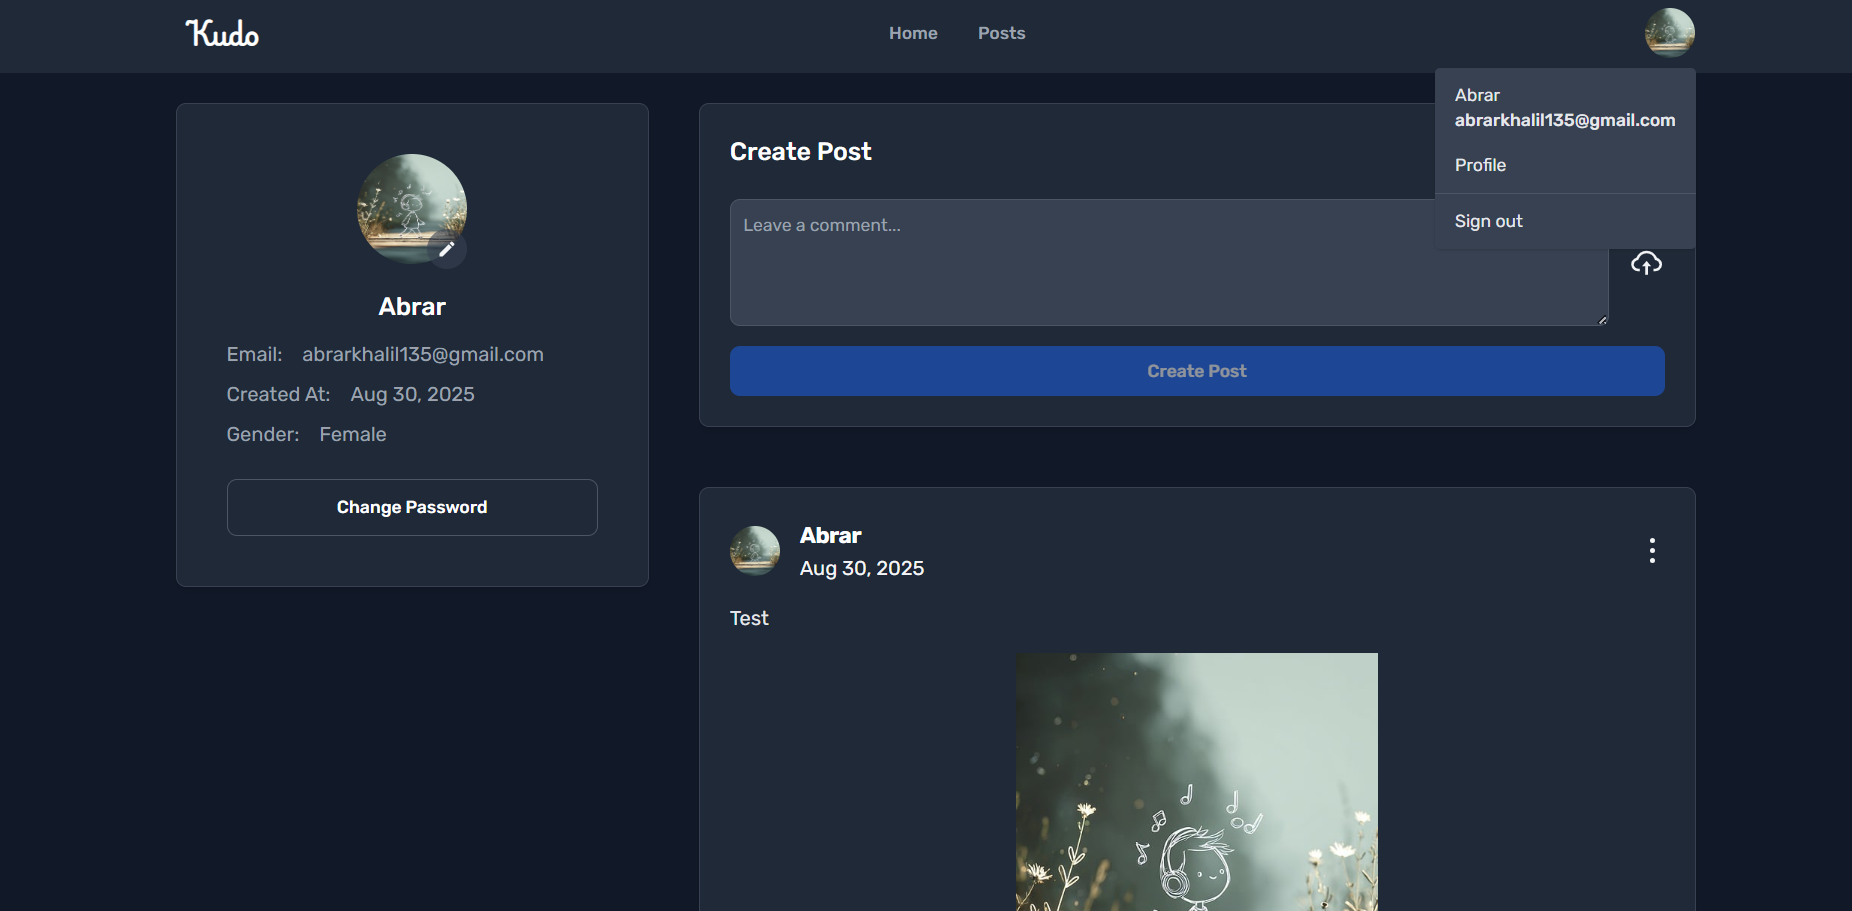 Kudo
Home
Posts
Abrar
abrarkhalil135@gmail.com
Profile
Sign out
Abrar
Email: abrarkhalil135@gmail.com
Created At: Aug 30, 2025
Gender: Female
Change Password
Create Post
Leave a comment...
Create Post
Abrar
Aug 30, 2025
Test